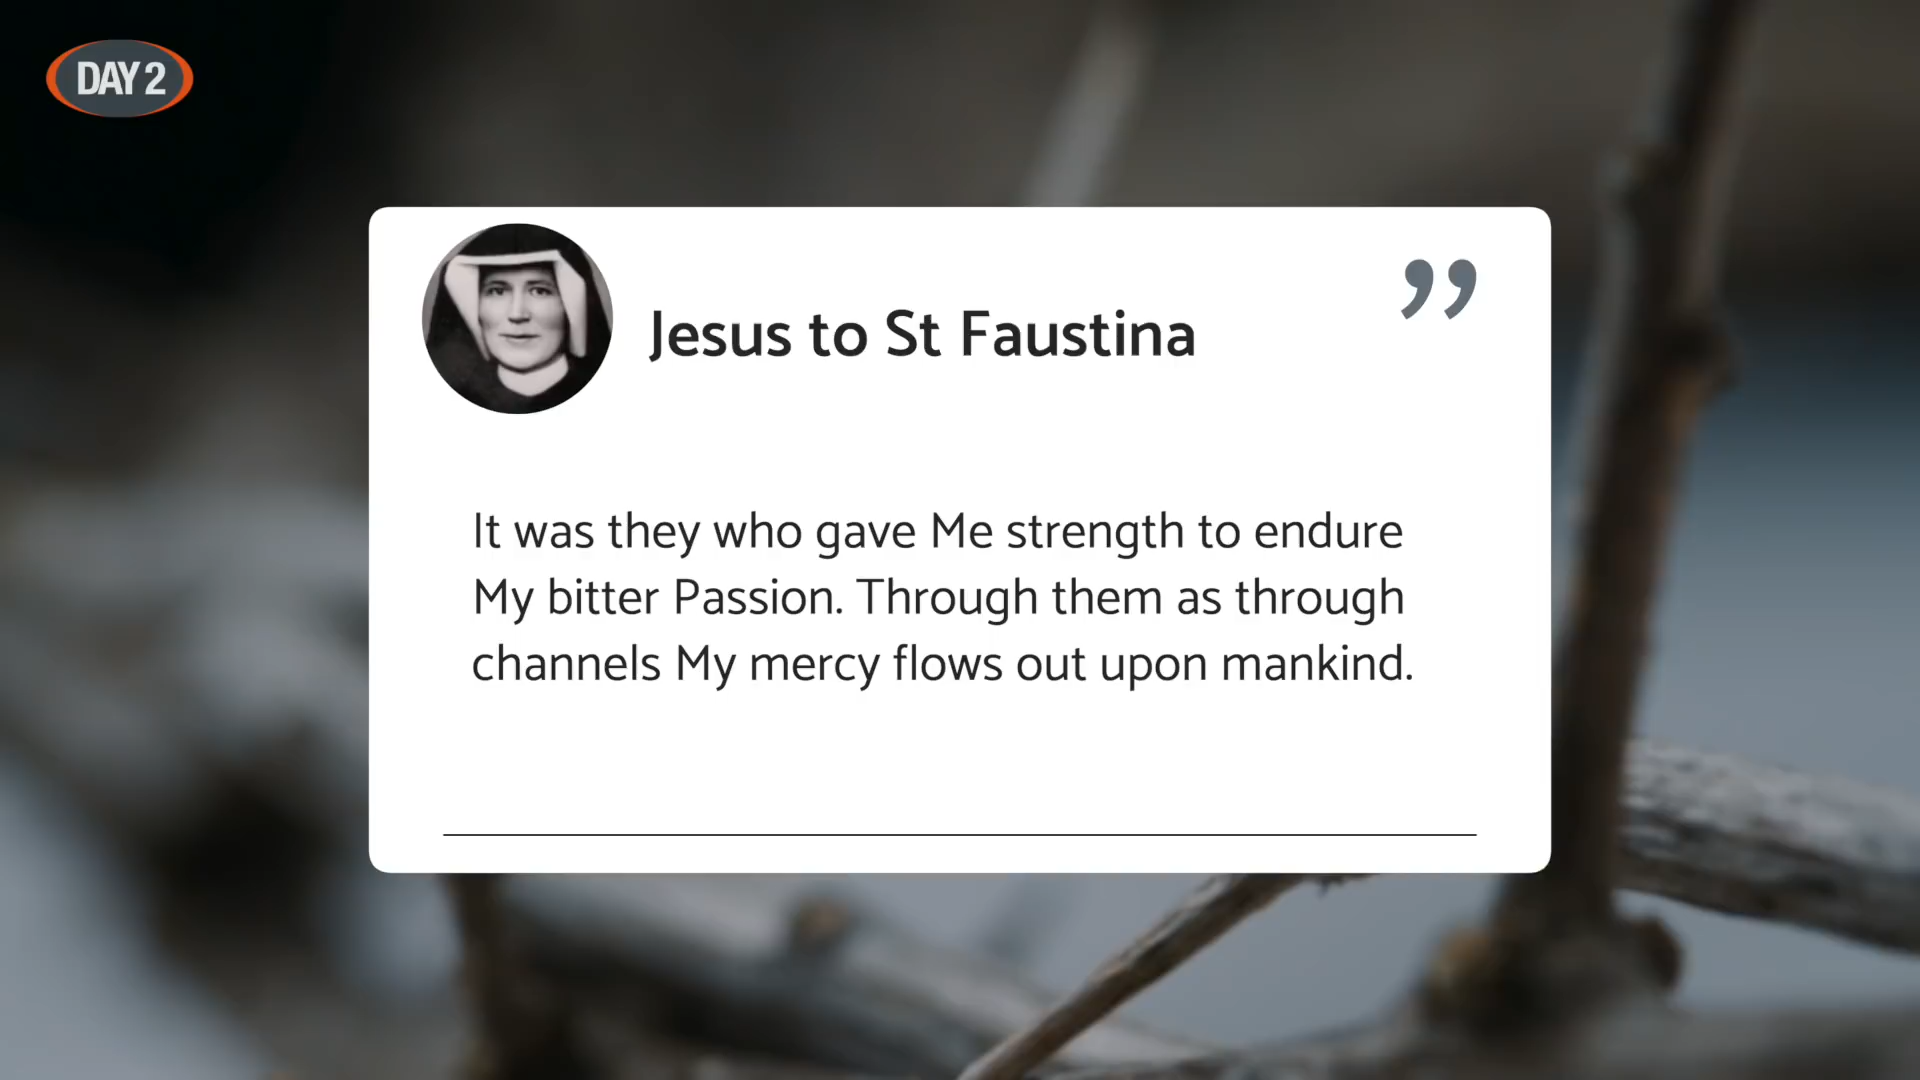 DAY 2
Jesus to St Faustina
”
It was they who gave Me strength to endure
My bitter Passion. Through them as through
channels My mercy flows out upon mankind.